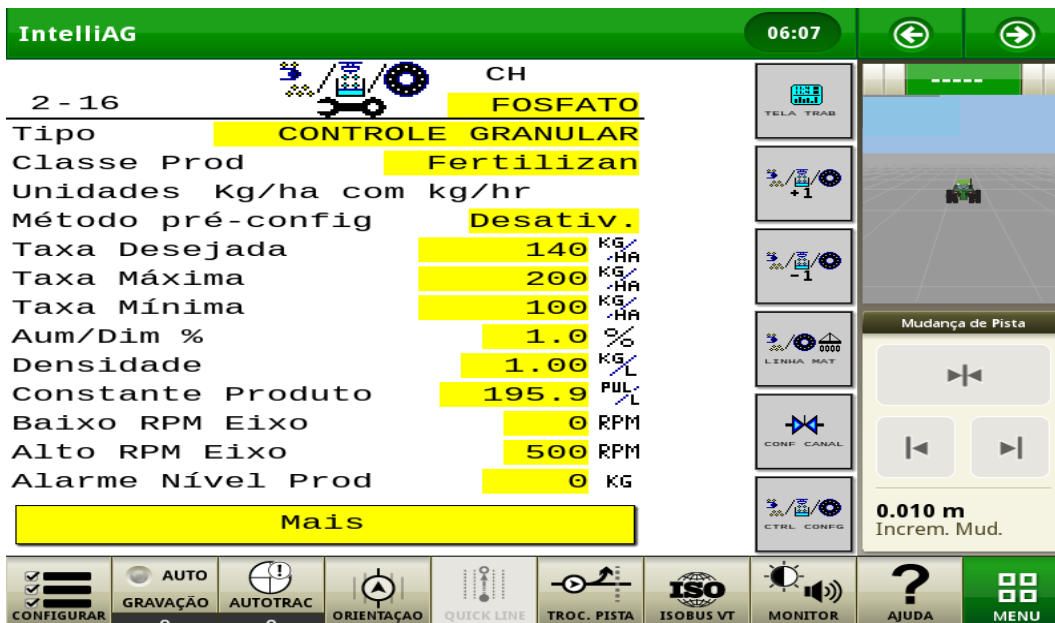 IntelliAG
06:07
CH
2-16
FOSFATO
Tipo CONTROLE GRANULAR
Classe Prod Fertilizan
Unidades Kg/ha com kg/hr
Método pré-config Desativ.
Taxa Desejada 140 KG/HA
Taxa Máxima 200 KG/HA
Taxa Mínima 100 KG/HA
Aum/Dim % 1.0 %
Densidade 1.00 KG/L
Constante Produto 195.9 PUL/L
Baixo RPM Eixo 0 RPM
Alto RPM Eixo 500 RPM
Alarme Nível Prod 0 KG
Mais
TELA TRAB
+1
-1
LINHA MAT
CONF CANAL
CTRL CONFG
-----
Mudança de Pista
0.010 m
Increm. Mud.
CONFIGURAR
AUTO
GRAVAÇÃO
AUTOTRAC
ORIENTAÇAO
QUICK LINE
TROC. PISTA
ISO
ISOBUS VT
MONITOR
?
AJUDA
MENU